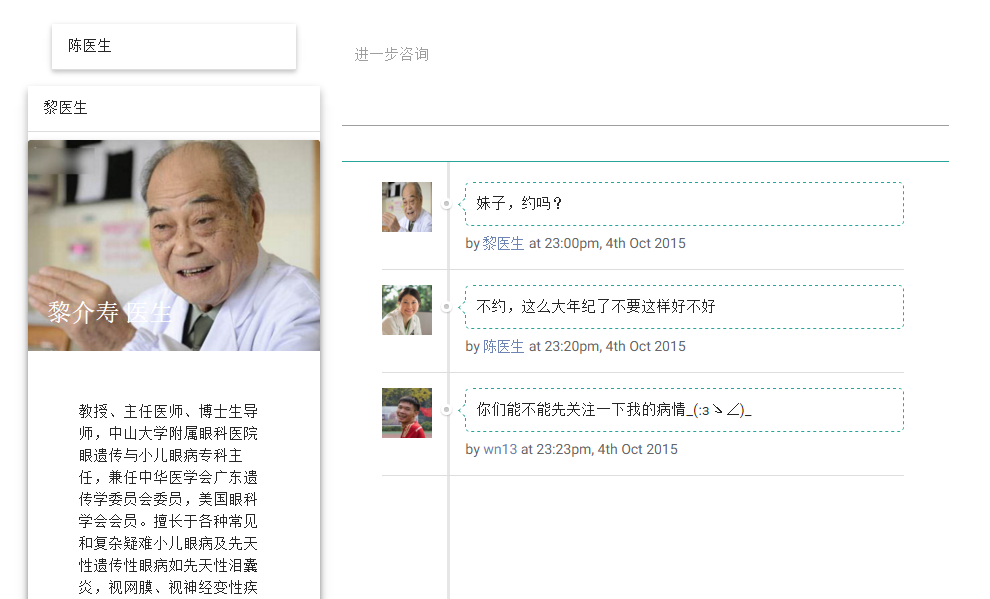 陈医生
黎医生
黎介寿 医生
教授、主任医师、博士生导
师，中山大学附属眼科医院
眼遗传与小儿眼病专科主
任，兼任中华医学会广东遗
传学委员会委员，美国眼科
学会会员。擅长于各种常见
和复杂疑难小儿眼病及先天
性遗传性眼病如先天性泪囊
炎，视网膜、视神经变性疾
进一步咨询
妹子，约吗？
by 黎医生 at 23:00pm, 4th Oct 2015
不约，这么大年纪了不要这样好不好
by 陈医生 at 23:20pm, 4th Oct 2015
你们能不能先关注一下我的病情_(:з丶∠)_
by wn13 at 23:23pm, 4th Oct 2015